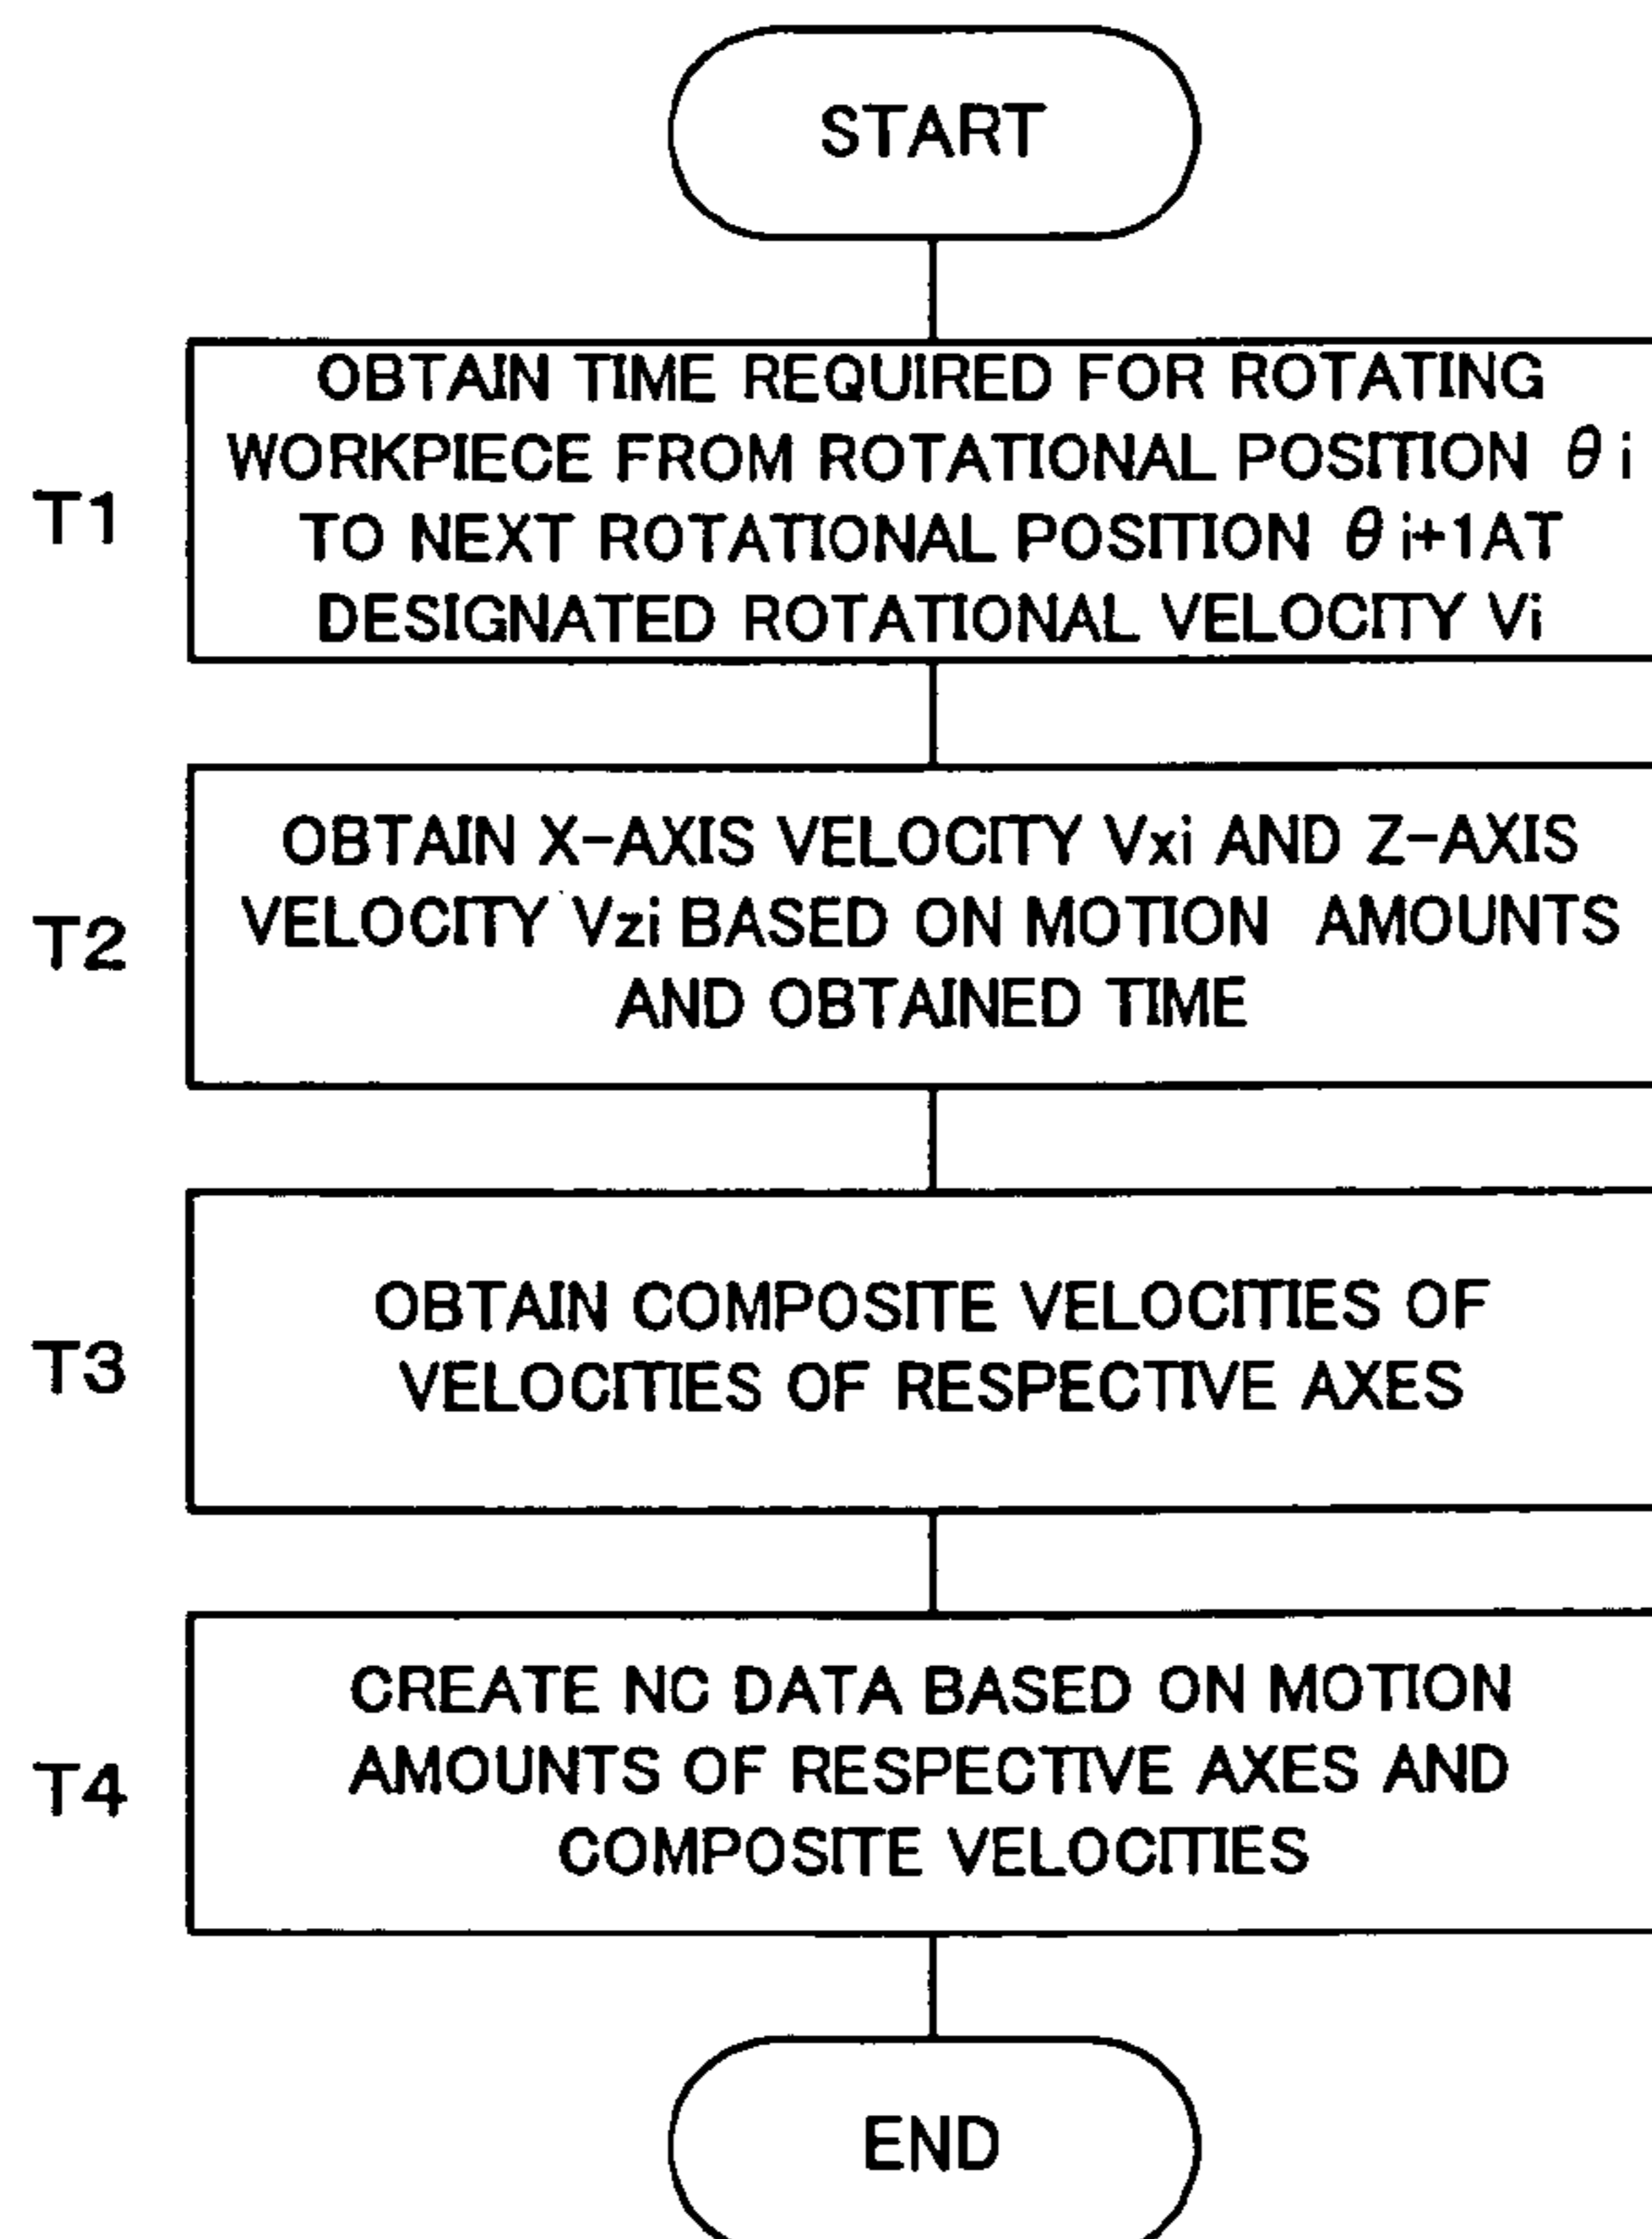 START
T1
OBTAIN TIME REQUIRED FOR ROTATING
WORKPIECE FROM ROTATIONAL POSITION θi
TO NEXT ROTATIONAL POSITION θi+1AT
DESIGNATED ROTATIONAL VELOCITY Vi
T2
OBTAIN X-AXIS VELOCITY Vxi AND Z-AXIS
VELOCITY Vzi BASED ON MOTION AMOUNTS
AND OBTAINED TIME
T3
OBTAIN COMPOSITE VELOCITIES OF
VELOCITIES OF RESPECTIVE AXES
T4
CREATE NC DATA BASED ON MOTION
AMOUNTS OF RESPECTIVE AXES AND
COMPOSITE VELOCITIES
END